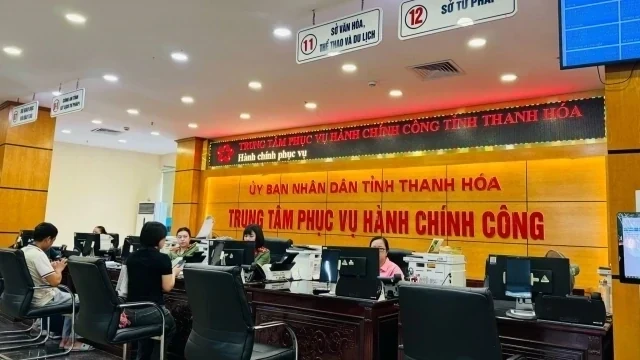 12
SỞ TƯ PHÁP
11
SỞ VĂN HÓA,
THỂ THAO VÀ DU LỊCH
TRUNG TÂM PHỤC VỤ HÀNH CHÍNH CÔNG TỈNH THANH HÓA
Hành chính phục vụ
ỦY BAN NHÂN DÂN TỈNH THANH HÓA
TRUNG TÂM PHỤC VỤ HÀNH CHÍNH CÔNG